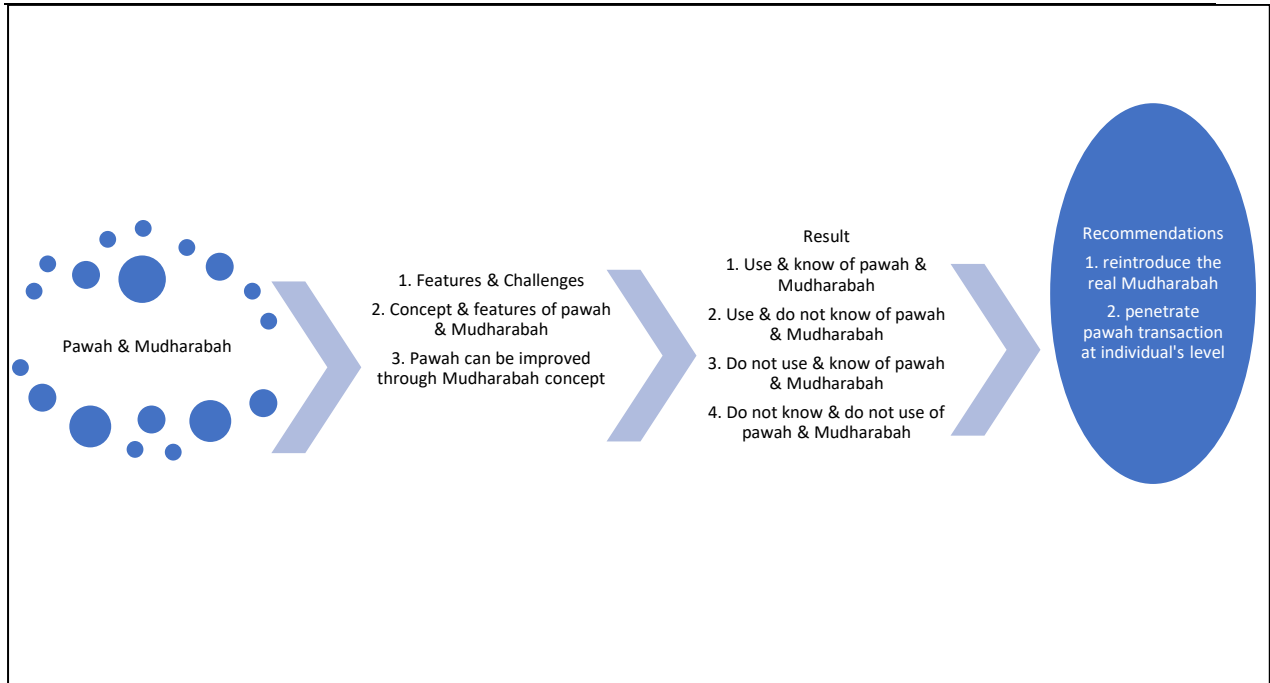 Pawah & Mudharabah
1. Features & Challenges
2. Concept & features of pawah
& Mudharabah
3. Pawah can be improved
through Mudharabah concept
Result
1. Use & know of pawah &
Mudharabah
2. Use & do not know of pawah
& Mudharabah
3. Do not use & know of pawah
& Mudharabah
4. Do not know & do not use of
pawah & Mudharabah
Recommendations
1. reintroduce the
real Mudharabah
2. penetrate
pawah transaction
at individual's level